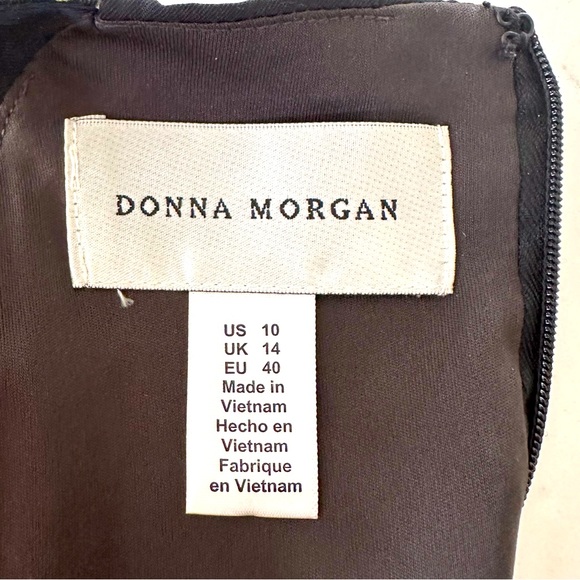 DONNA MORGAN
US 10
UK 14
EU 40
Made in
Vietnam
Hecho en
Vietnam
Fabrique
en Vietnam